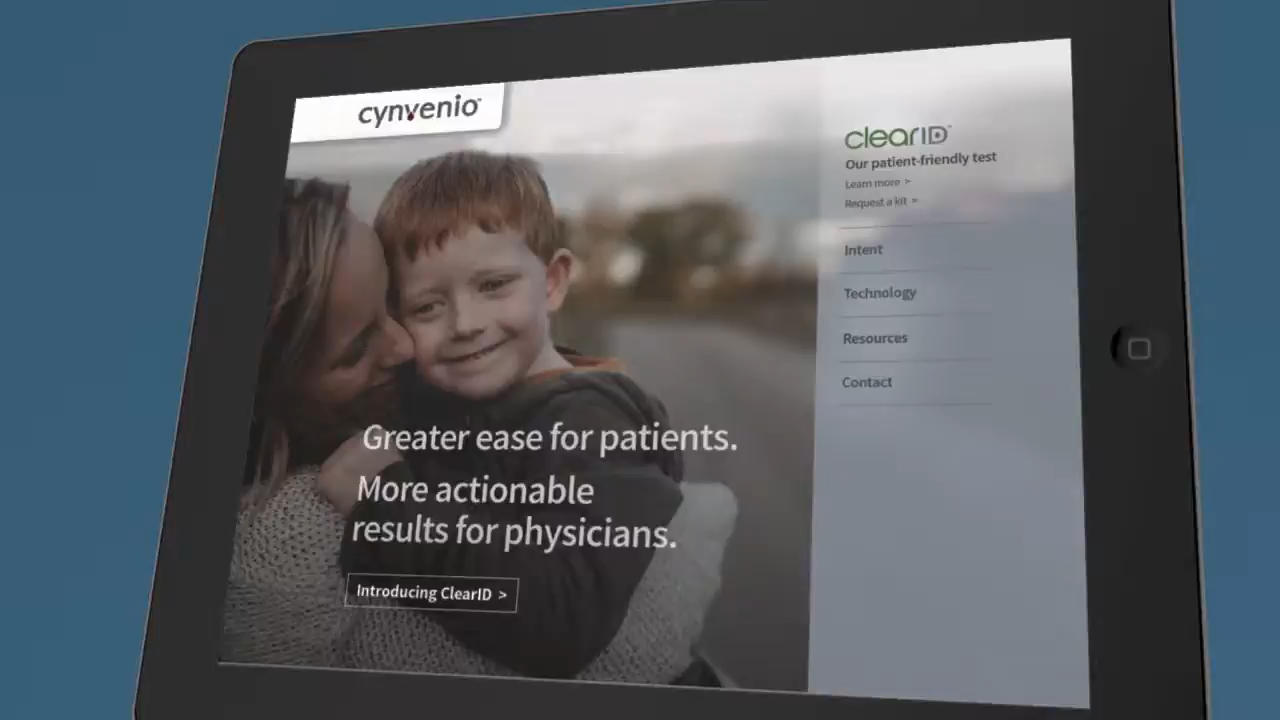 cynvenio
clearID
Our patient-friendly test
Learn more >
Request a kit >
Intent
Technology
Resources
Contact
Greater ease for patients.
More actionable
results for physicians.
Introducing ClearID >